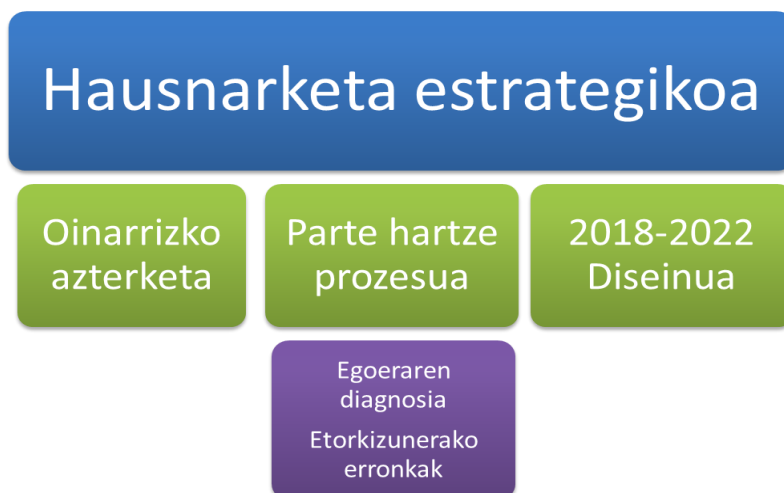 Hausnarketa estrategikoa
Oinarrizko
azterketa
Parte hartze
prozesua
2018-2022
Diseinua
Egoeraren
diagnosia
Etorkizunerako
erronkak